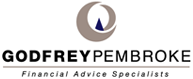 GODFREYPEMBROKE
Financial Advice Specialists